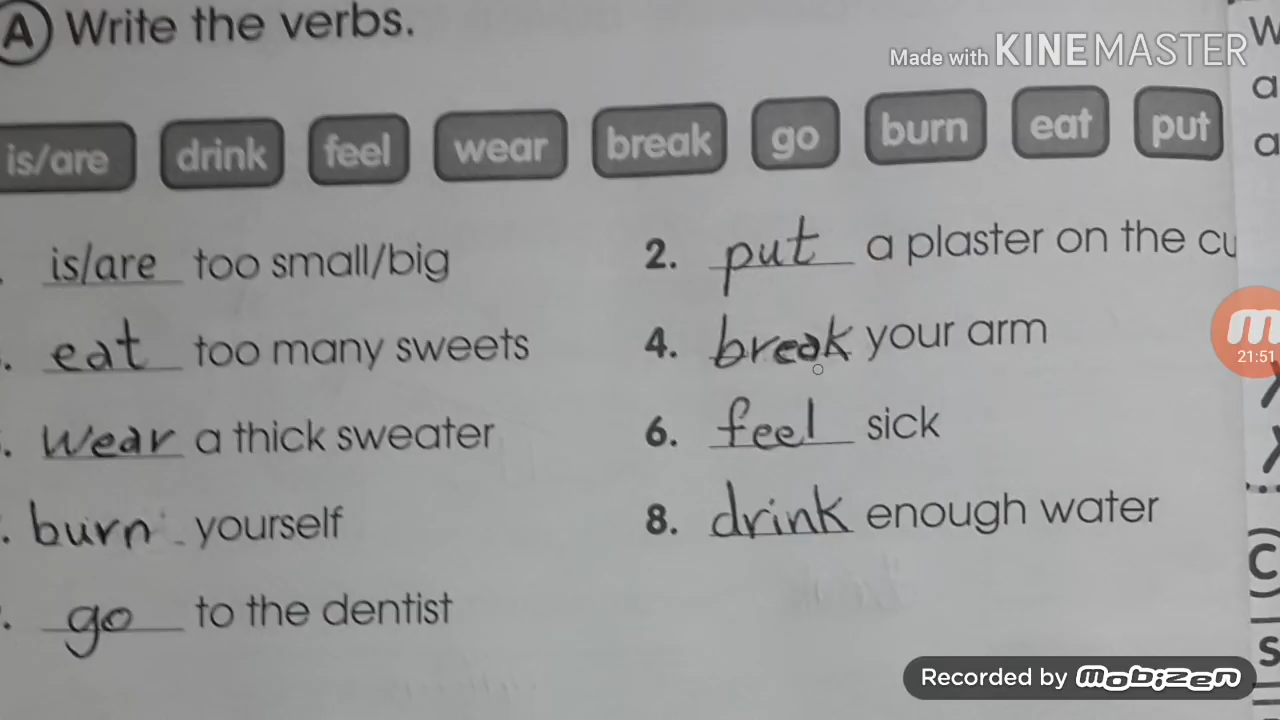 A Write the verbs.
Made with KINEMASTER
is/are drink feel wear break go burn eat put
is/are too small/big
2. put a plaster on the cu
eat too many sweets
4. break your arm
21:51
wear a thick sweater
6. feel sick
burn yourself
8. drink enough water
go to the dentist
Recorded by mobizen